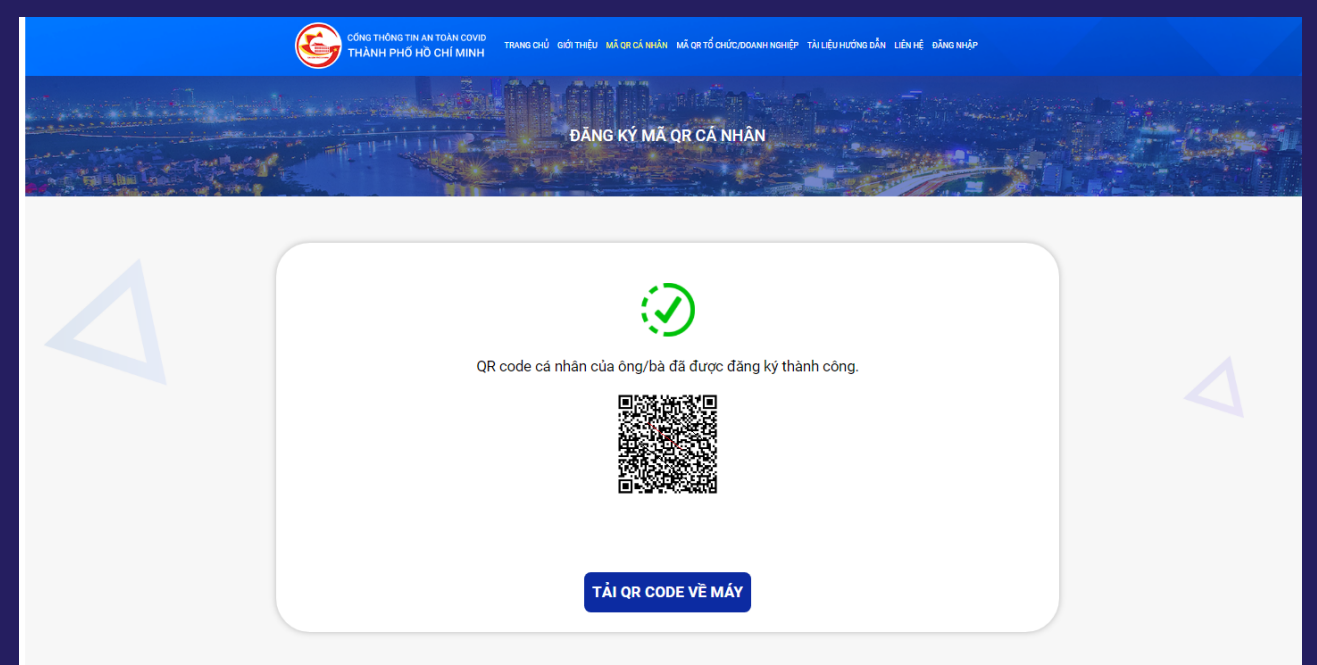 CỔNG THÔNG TIN AN TOÀN COVID
THÀNH PHỐ HỒ CHÍ MINH
TRANG CHỦ GIỚI THIỆU MÃ QR CÁ NHÂN MÃ QR TỔ CHỨC/DOANH NGHIỆP TÀI LIỆU HƯỚNG DẪN LIÊN HỆ ĐĂNG NHẬP
ĐĂNG KÝ MÃ QR CÁ NHÂN
QR code cá nhân của ông/bà đã được đăng ký thành công.
TẢI QR CODE VỀ MÁY